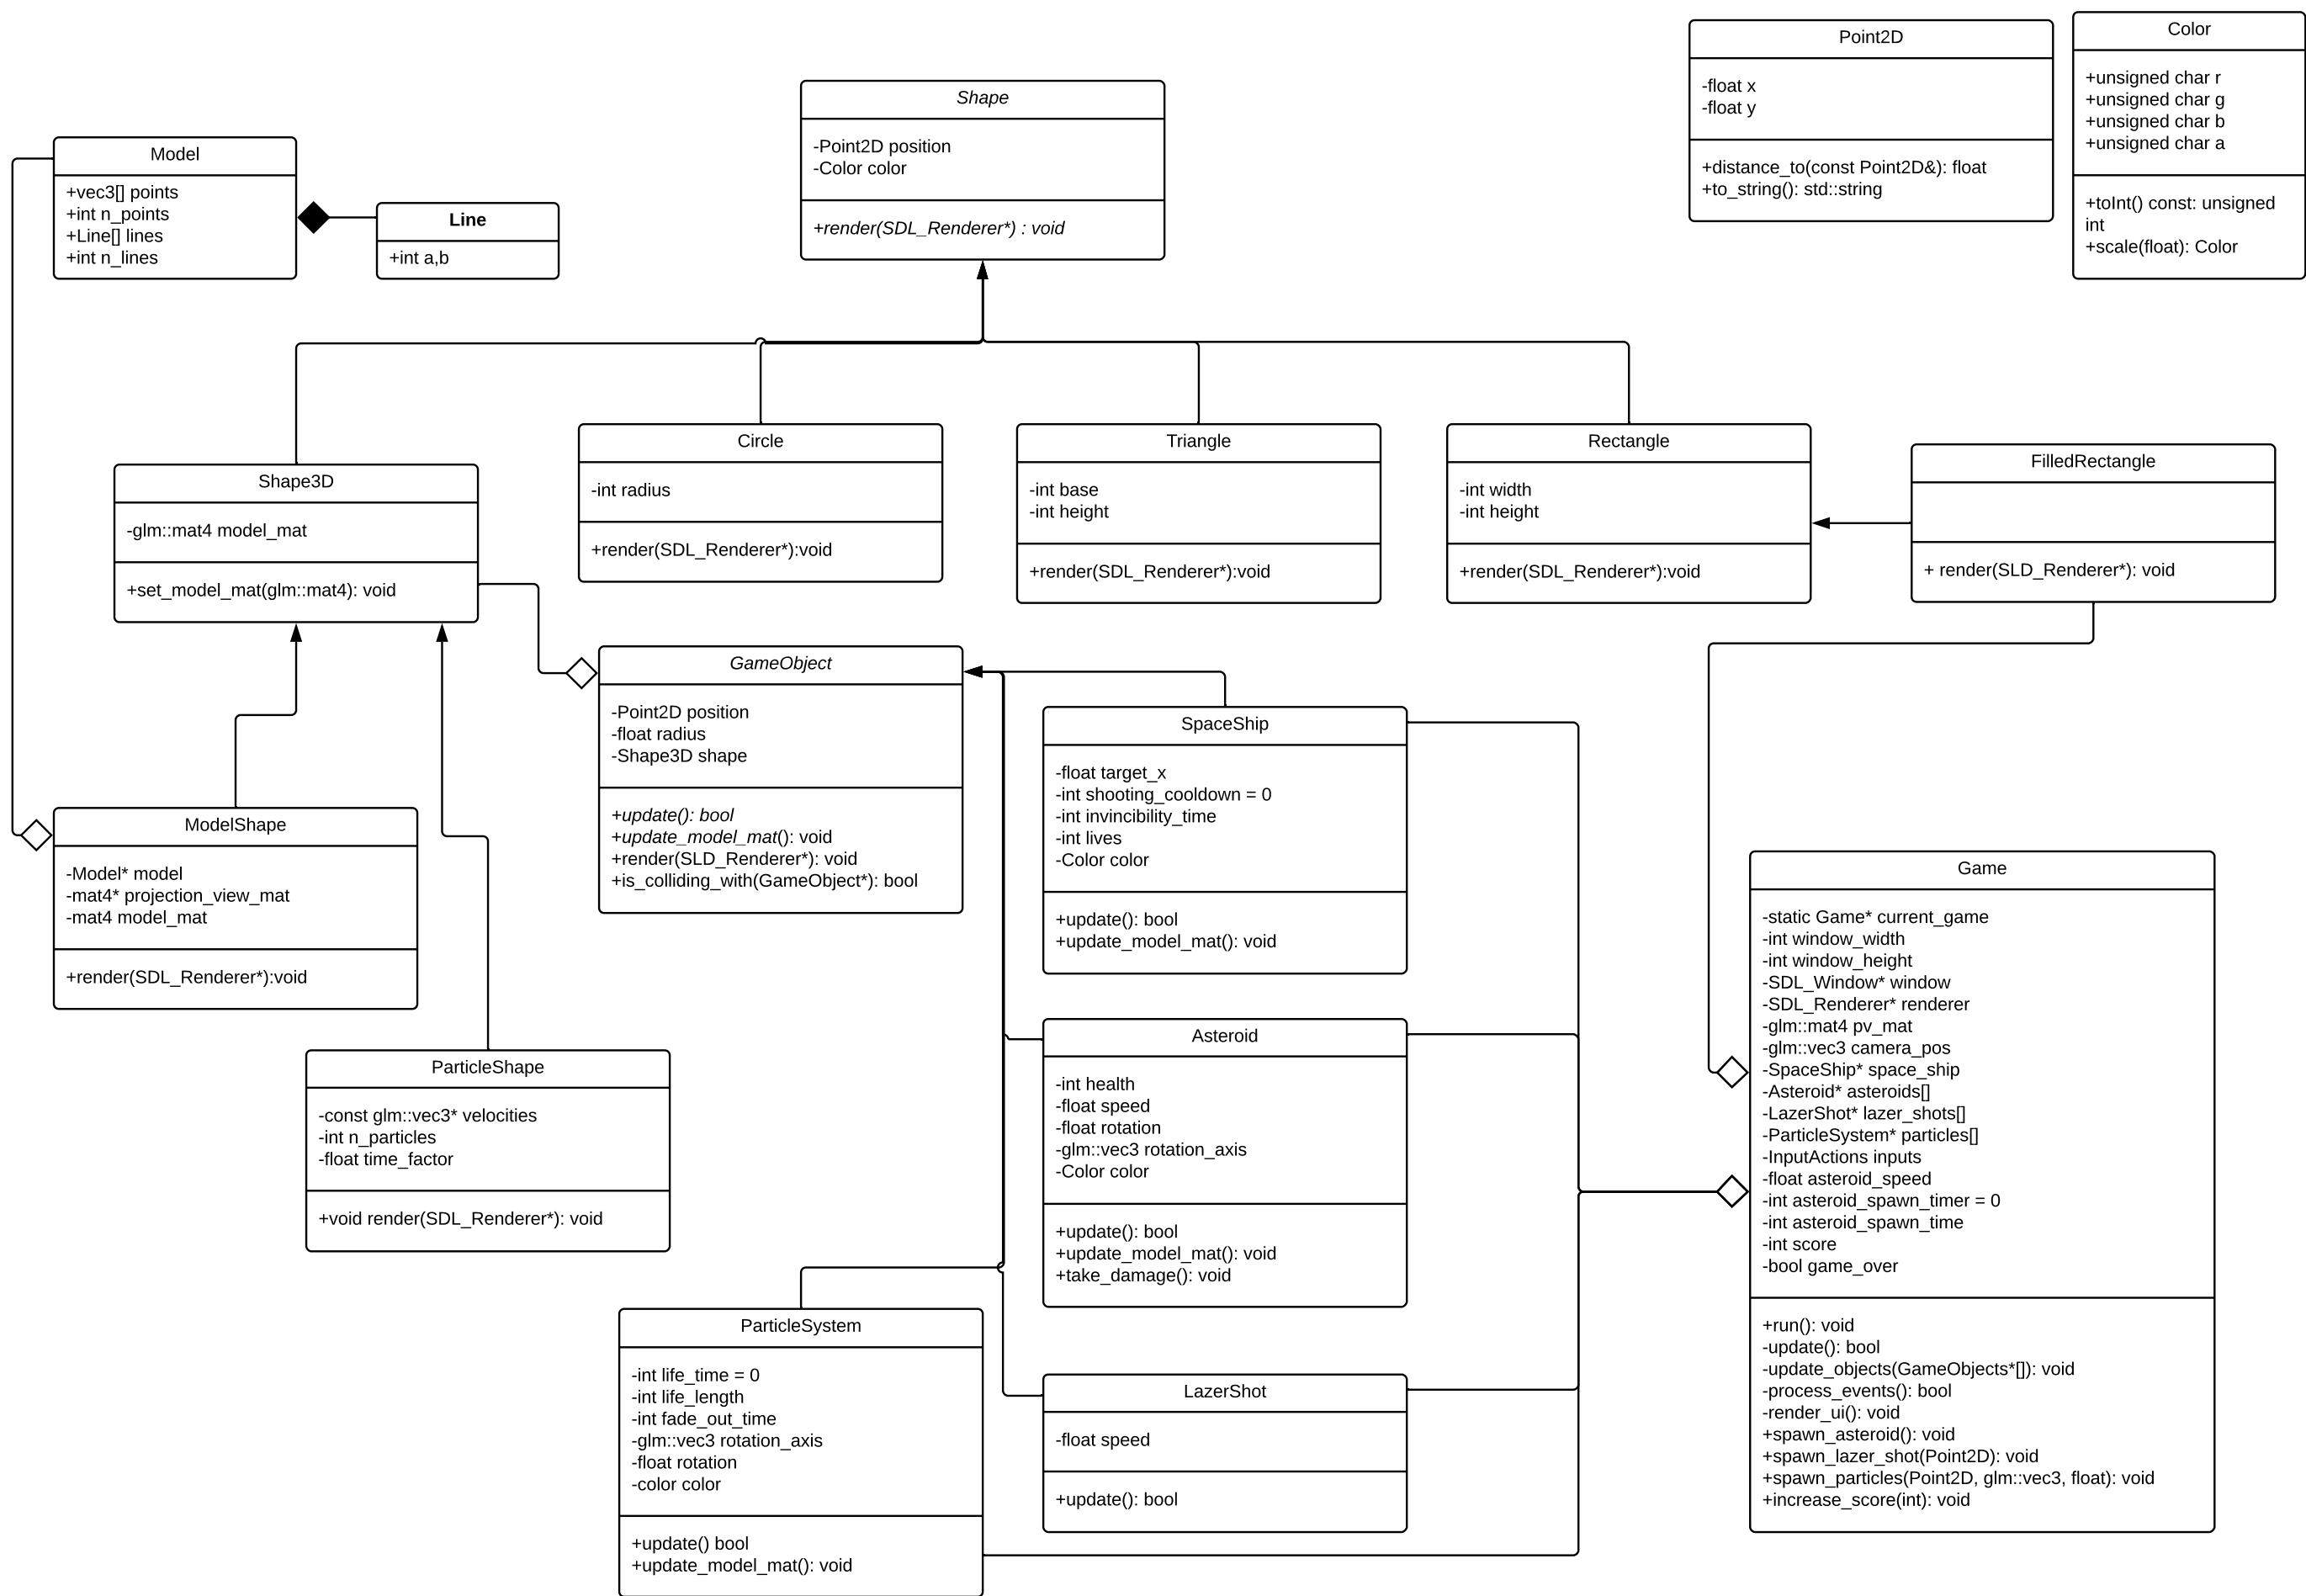 Point2D
-float x
-float y
+distance_to(const Point2D&): float
+to_string(): std::string
Color
+unsigned char r
+unsigned char g
+unsigned char b
+unsigned char a
+toInt() const: unsigned
int
+scale(float): Color
Shape
-Point2D position
-Color color
+render(SDL_Renderer*) : void
Model
+vec3[] points
+int n_points
+Line[] lines
+int n_lines
Line
+int a,b
Shape3D
-glm::mat4 model_mat
+set_model_mat(glm::mat4): void
Circle
-int radius
+render(SDL_Renderer*):void
Triangle
-int base
-int height
+render(SDL_Renderer*):void
Rectangle
-int width
-int height
+render(SDL_Renderer*):void
FilledRectangle
+ render(SLD_Renderer*): void
GameObject
-Point2D position
-float radius
-Shape3D shape
+update(): bool
+update_model_mat(): void
+render(SLD_Renderer*): void
+is_colliding_with(GameObject*): bool
SpaceShip
-float target_x
-int shooting_cooldown = 0
-int invincibility_time
-int lives
-Color color
+update(): bool
+update_model_mat(): void
ModelShape
-Model* model
-mat4* projection_view_mat
-mat4 model_mat
+render(SDL_Renderer*):void
Game
-static Game* current_game
-int window_width
-int window_height
-SDL_Window* window
-SDL_Renderer* renderer
-glm::mat4 pv_mat
-glm::vec3 camera_pos
-SpaceShip* space_ship
-Asteroid* asteroids[]
-LazerShot* lazer_shots[]
-ParticleSystem* particles[]
-InputActions inputs
-float asteroid_speed
-int asteroid_spawn_timer = 0
-int asteroid_spawn_time
-int score
-bool game_over
+run(): void
-update(): bool
-update_objects(GameObjects*[]): void
-process_events(): bool
-render_ui(): void
+spawn_asteroid(): void
+spawn_lazer_shot(Point2D): void
+spawn_particles(Point2D, glm::vec3, float): void
+increase_score(int): void
Asteroid
-int health
-float speed
-float rotation
-glm::vec3 rotation_axis
-Color color
+update(): bool
+update_model_mat(): void
+take_damage(): void
ParticleShape
-const glm::vec3* velocities
-int n_particles
-float time_factor
+void render(SDL_Renderer*): void
ParticleSystem
-int life_time = 0
-int life_length
-int fade_out_time
-glm::vec3 rotation_axis
-float rotation
-color color
+update() bool
+update_model_mat(): void
LazerShot
-float speed
+update(): bool